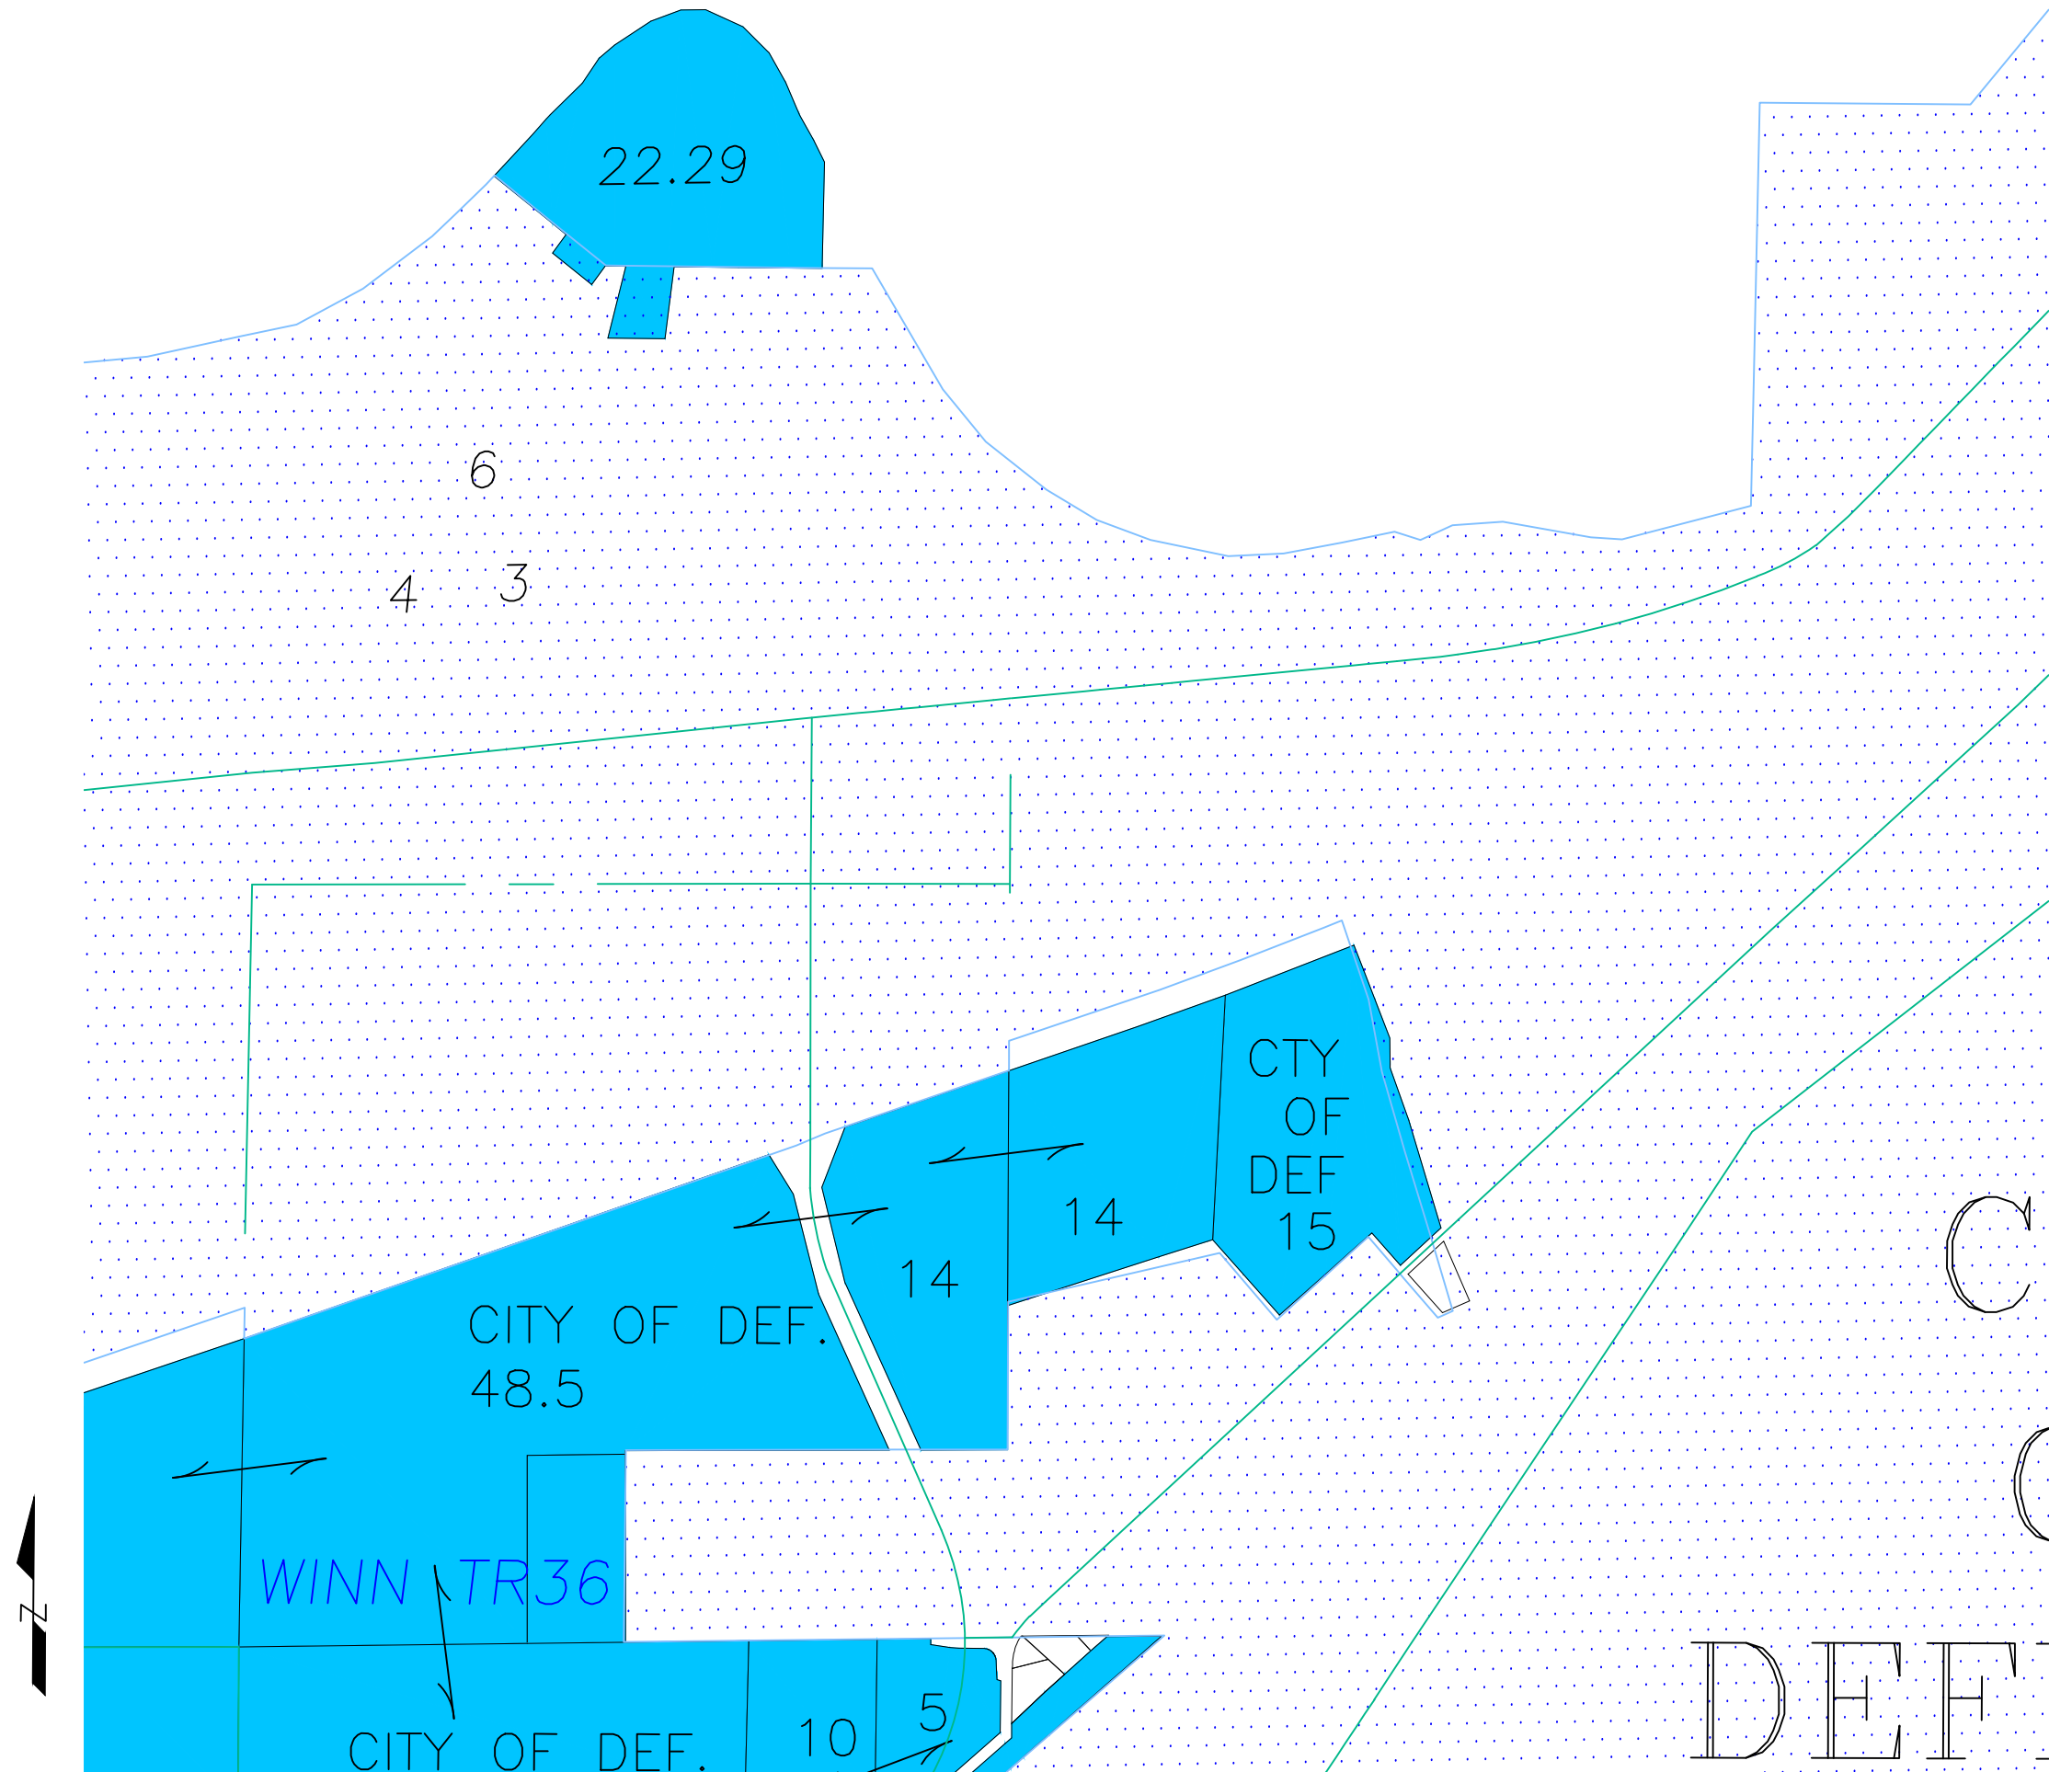 22.29
6
4 3
CTY
OF
DEF
15
14
14
CITY OF DEF.
48.5
C
WINN TR36
N
5
10
CITY OF DEF.
DEF